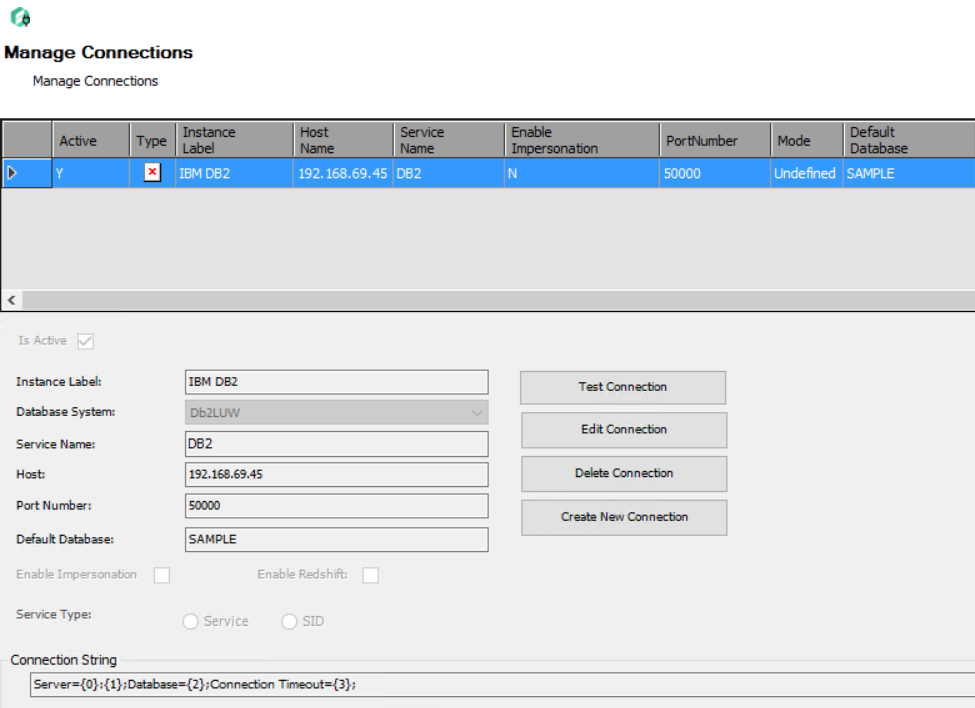 Manage Connections
Manage Connections
Active Type Instance Label Host Name Service Name Enable Impersonation PortNumber Mode Default Database
Y IBM DB2 192.168.69.45 DB2 N 50000 Undefined SAMPLE
Is Active
Instance Label: IBM DB2 Test Connection
Database System: Db2LUW
Edit Connection
Service Name: DB2
Host: 192.168.69.45 Delete Connection
Port Number: 50000
Create New Connection
Default Database: SAMPLE
Enable Impersonation Enable Redshift:
Service Type: Service SID
Connection String
Server={0}:{1};Database={2};Connection Timeout={3};